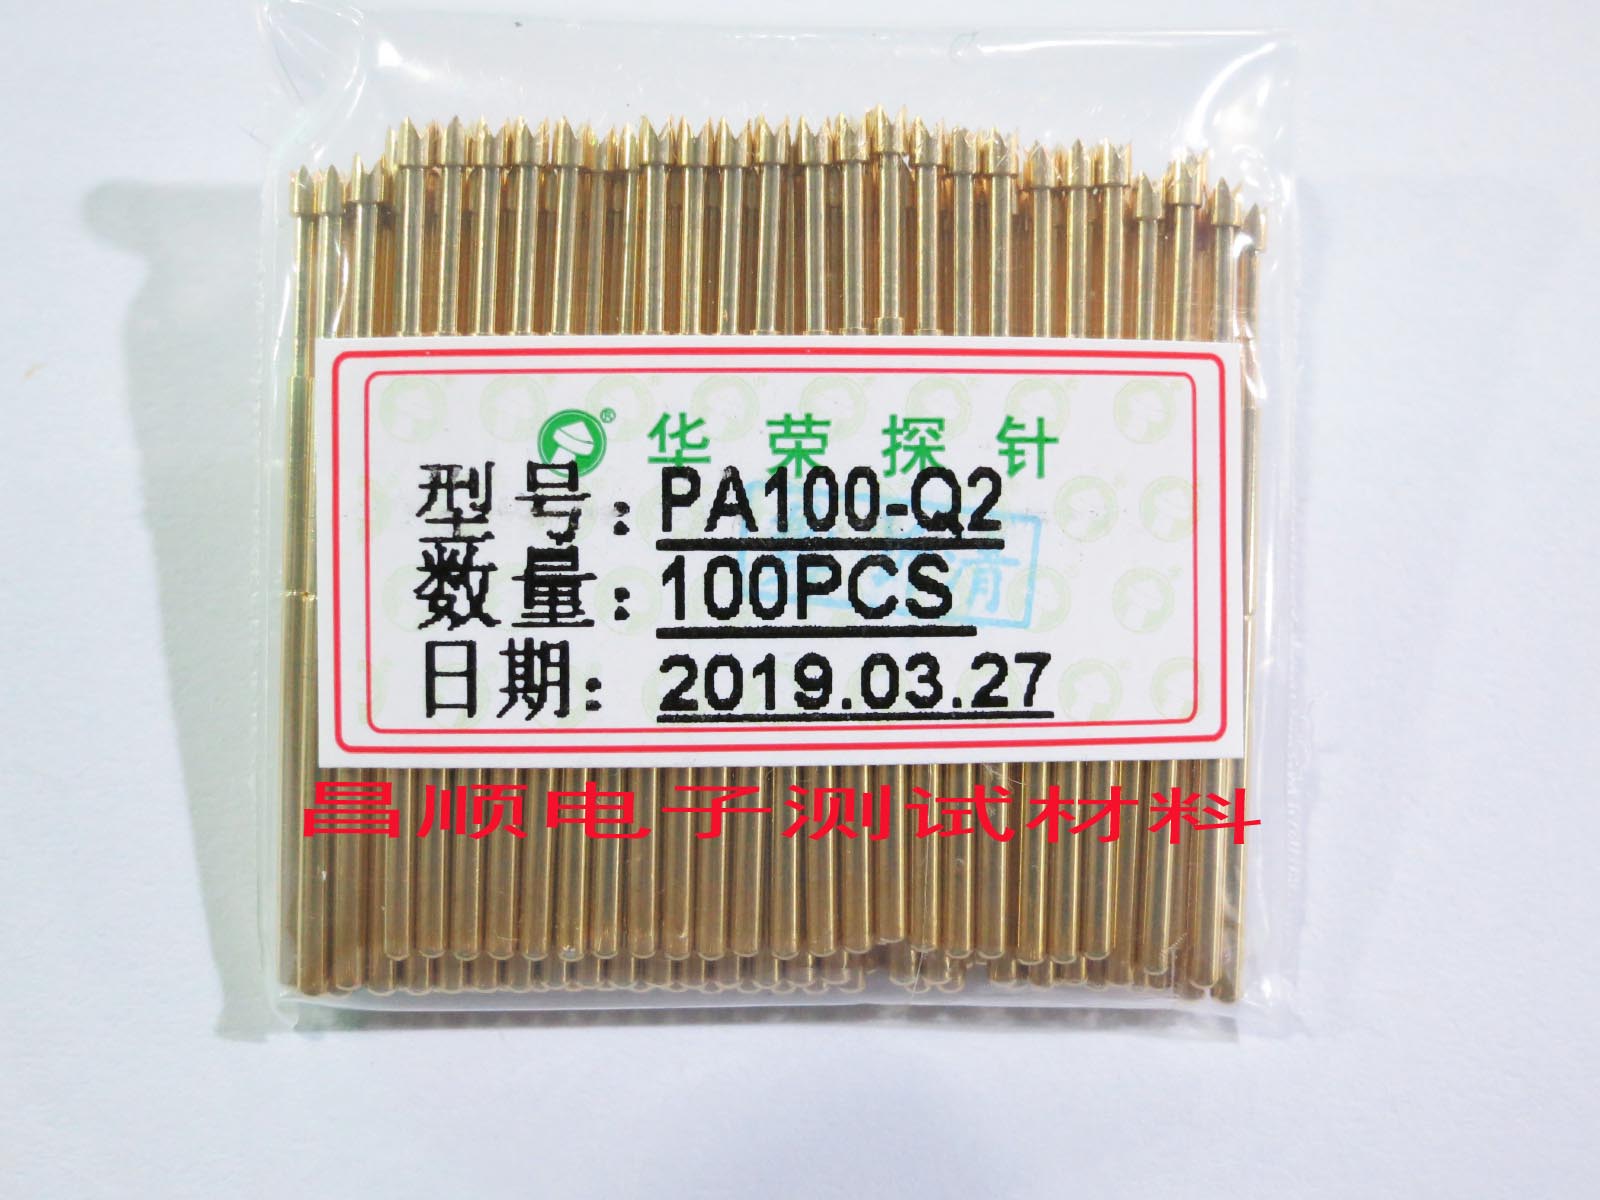 ® 华荣探针
型号: PA100-Q2
数量: 100PCS
日期: 2019.03.27
昌顺电子测试材料